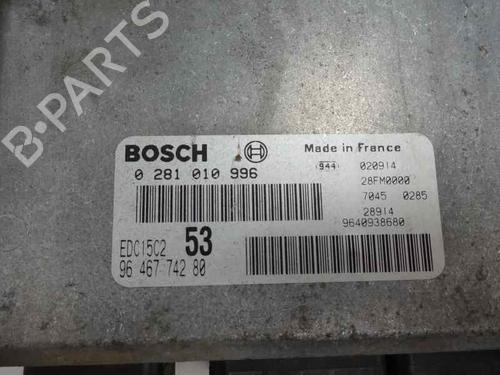 B-PARTS
BOSCH
Made in France
0 281 010 996
944 020914
28FM0000
7045 0285
28914
9640938680
EDC15C2 53
96 467 742 80